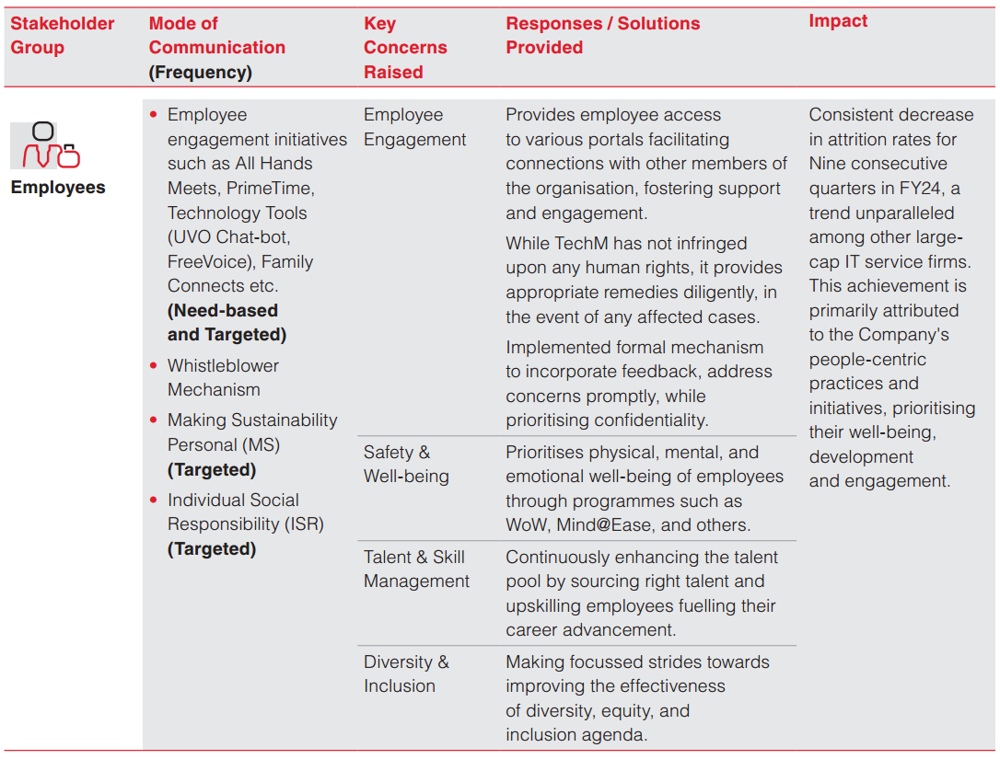 Stakeholder
Group
Mode of
Communication
(Frequency)
Key
Concerns
Raised
Responses / Solutions
Provided
Impact
Employees
• Employee
engagement initiatives
such as All Hands
Meets, PrimeTime,
Technology Tools
(UVO Chat-bot,
FreeVoice), Family
Connects etc.
(Need-based
and Targeted)
• Whistleblower
Mechanism
• Making Sustainability
Personal (MS)
(Targeted)
• Individual Social
Responsibility (ISR)
(Targeted)
Employee
Engagement
Provides employee access
to various portals facilitating
connections with other members of
the organisation, fostering support
and engagement.
While TechM has not infringed
upon any human rights, it provides
appropriate remedies diligently, in
the event of any affected cases.
Implemented formal mechanism
to incorporate feedback, address
concerns promptly, while
prioritising confidentiality.
Safety &
Well-being
Prioritises physical, mental, and
emotional well-being of employees
through programmes such as
WoW, Mind@Ease, and others.
Talent & Skill
Management
Continuously enhancing the talent
pool by sourcing right talent and
upskilling employees fuelling their
career advancement.
Diversity &
Inclusion
Making focussed strides towards
improving the effectiveness
of diversity, equity, and
inclusion agenda.
Consistent decrease
in attrition rates for
Nine consecutive
quarters in FY24, a
trend unparalleled
among other large-
cap IT service firms.
This achievement is
primarily attributed
to the Company's
people-centric
practices and
initiatives, prioritising
their well-being,
development
and engagement.